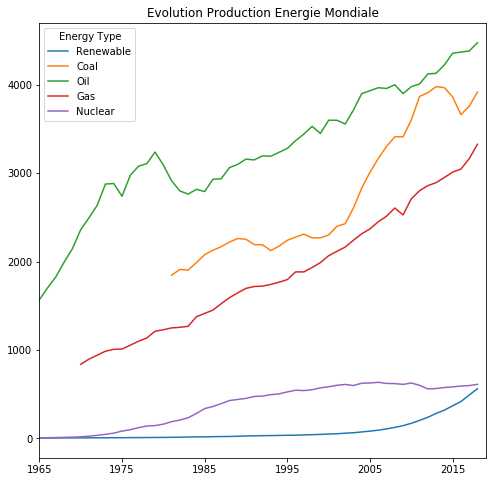 Evolution Production Energie Mondiale
Energy Type
Renewable
Coal
Oil
Gas
Nuclear
4000
3000
2000
1000
0
1965
1975
1985
1995
2005
2015